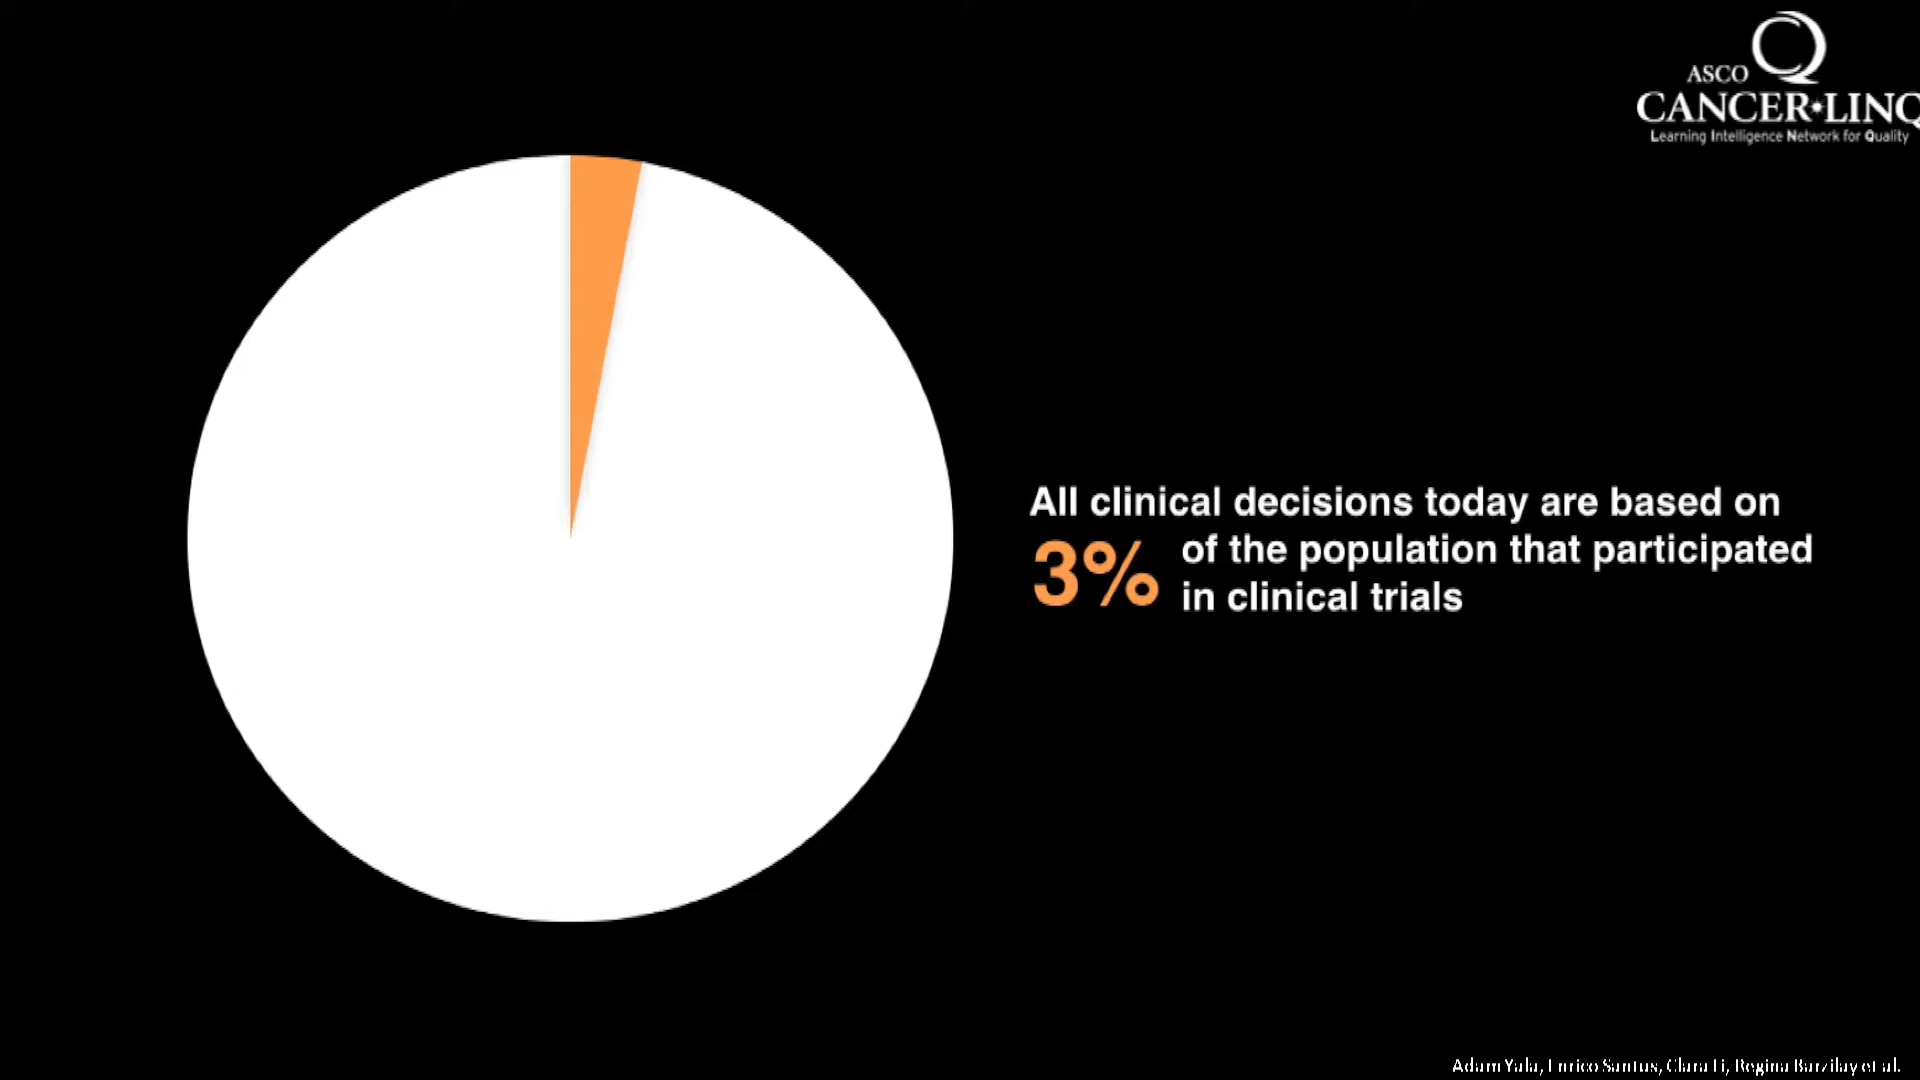 ASCO
CANCER LINQ
Learning Intelligence Network for Quality
All clinical decisions today are based on
3% of the population that participated
in clinical trials
Adam Yala, Enrico Santus, Clara Li, Regina Barzilay et al.